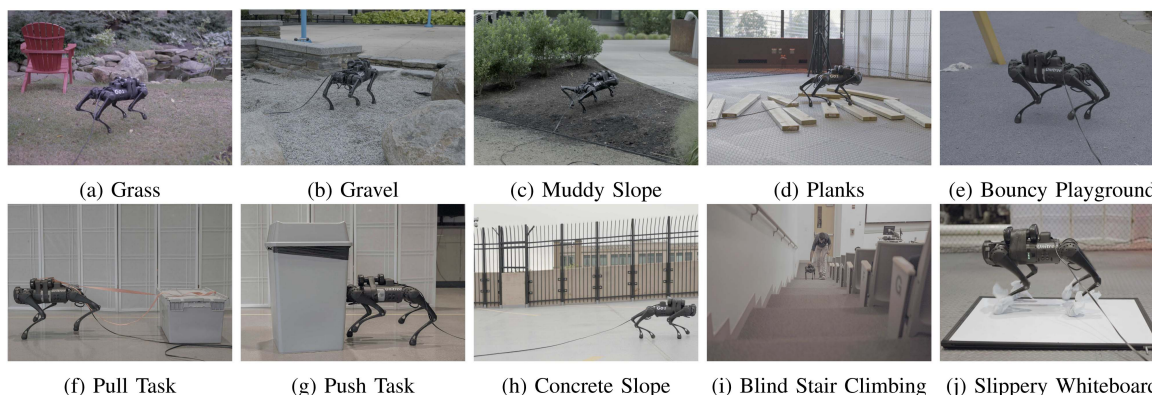 (a) Grass
(b) Gravel
(c) Muddy Slope
(d) Planks
(e) Bouncy Playground
(f) Pull Task
(g) Push Task
(h) Concrete Slope
(i) Blind Stair Climbing
(j) Slippery Whiteboard